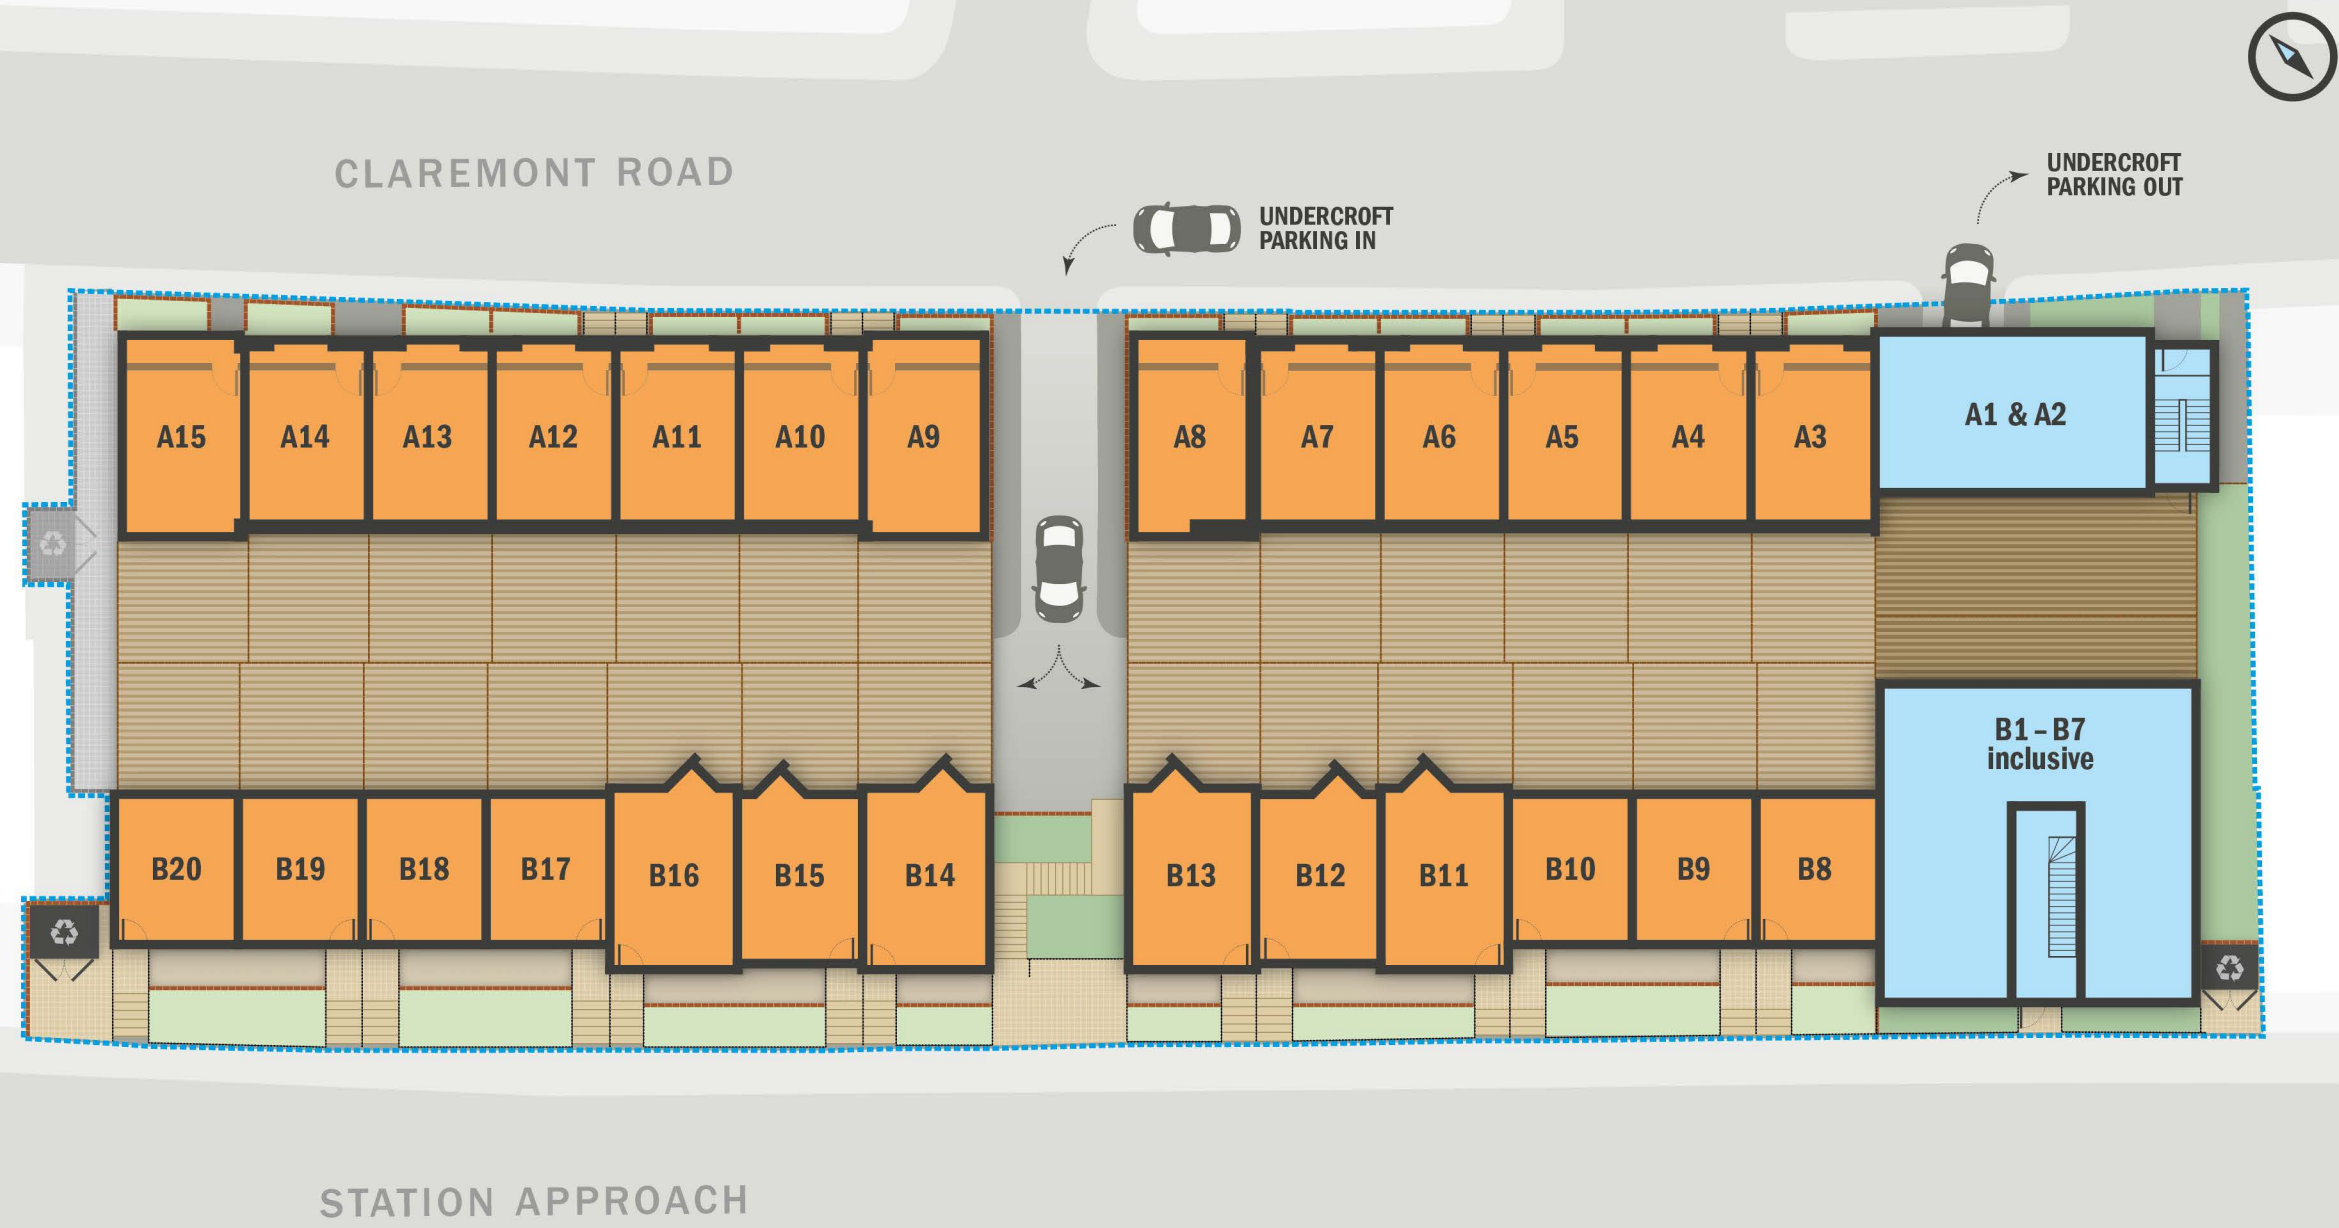 CLAREMONT ROAD
UNDERCROFT
PARKING IN
UNDERCROFT
PARKING OUT
A15
A14
A13
A12
A11
A10
A9
A8
A7
A6
A5
A4
A3
A1 & A2
B1 – B7
inclusive
B20
B19
B18
B17
B16
B15
B14
B13
B12
B11
B10
B9
B8
STATION APPROACH